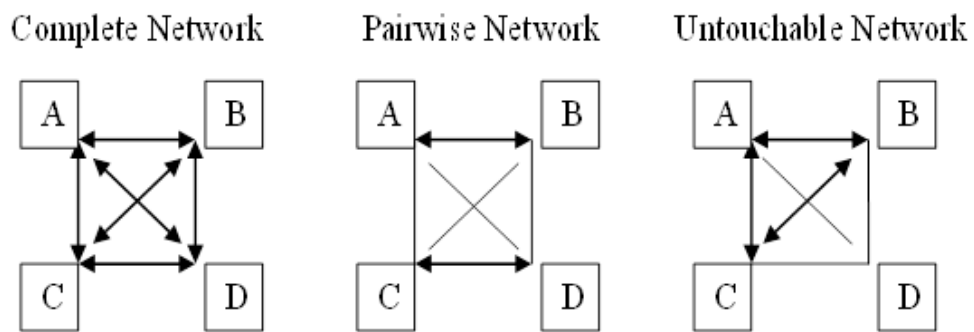 Complete Network Pairwise Network Untouchable Network
A B A B A B
C D C D C D